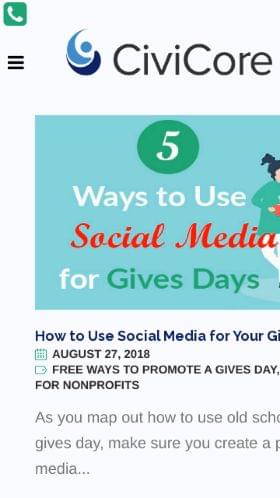 CiviCore
5
Ways to Use
Social Media
for Gives Days
How to Use Social Media for Your
AUGUST 27, 2018
FREE WAYS TO PROMOTE A GIVES DAY,
FOR NONPROFITS
As you map out how to use old
gives day, make sure you create a
media...